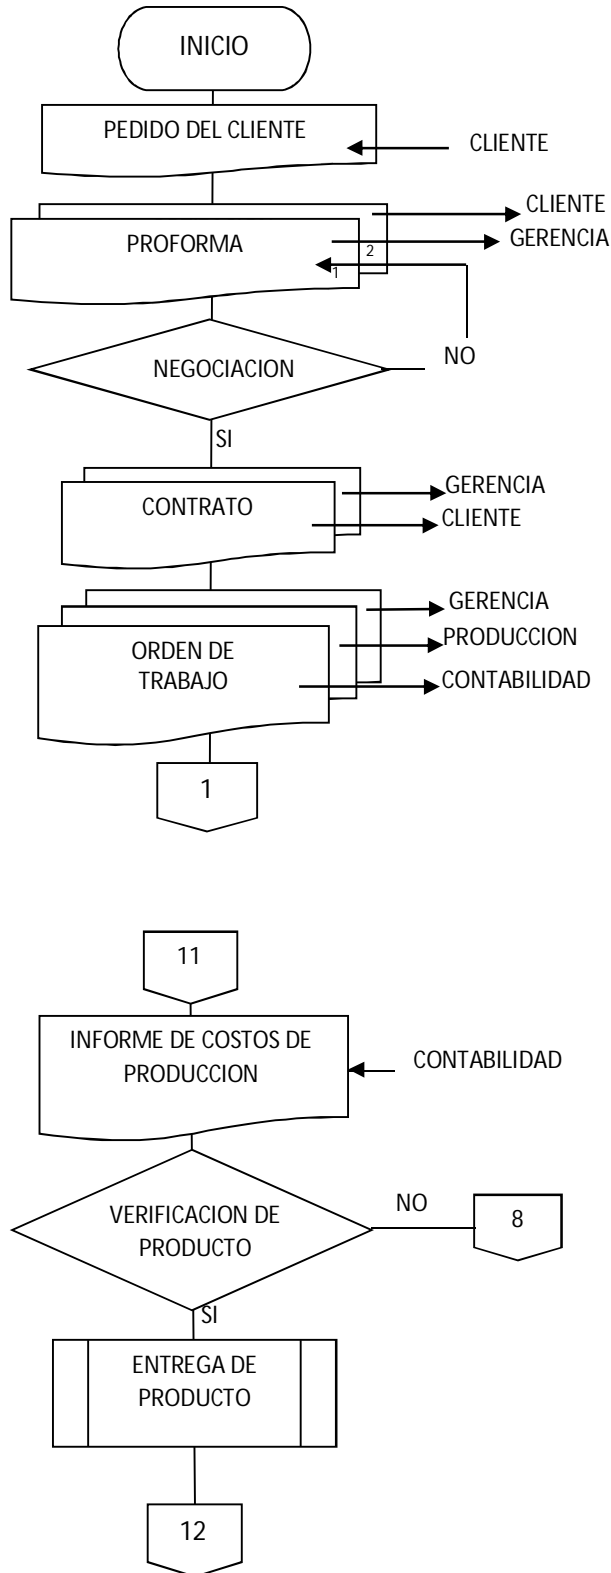 INICIO
PEDIDO DEL CLIENTE
CLIENTE
CLIENTE
PROFORMA
GERENCIA
2
1
NO
NEGOCIACION
SI
GERENCIA
CONTRATO
CLIENTE
GERENCIA
PRODUCCION
ORDEN DE
TRABAJO
CONTABILIDAD
1
11
INFORME DE COSTOS DE
PRODUCCION
CONTABILIDAD
VERIFICACION DE
PRODUCTO
NO
8
SI
ENTREGA DE
PRODUCTO
12